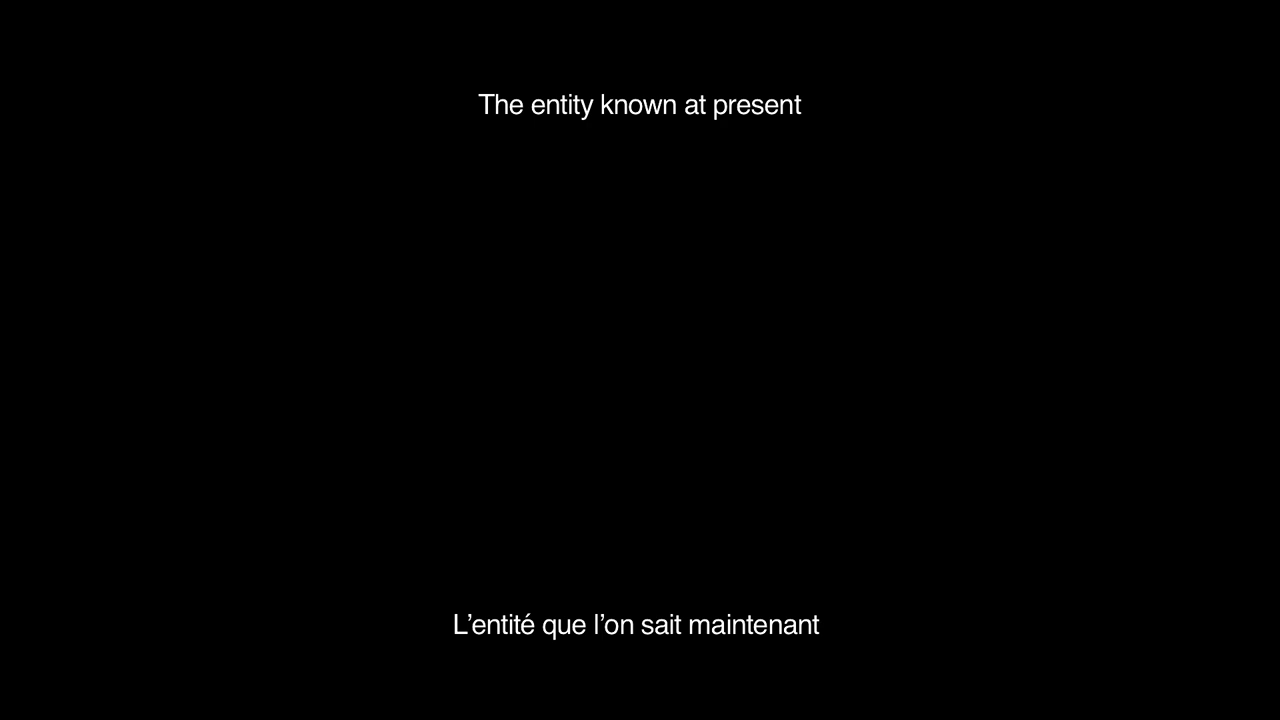 The entity known at present
L’entité que l’on sait maintenant